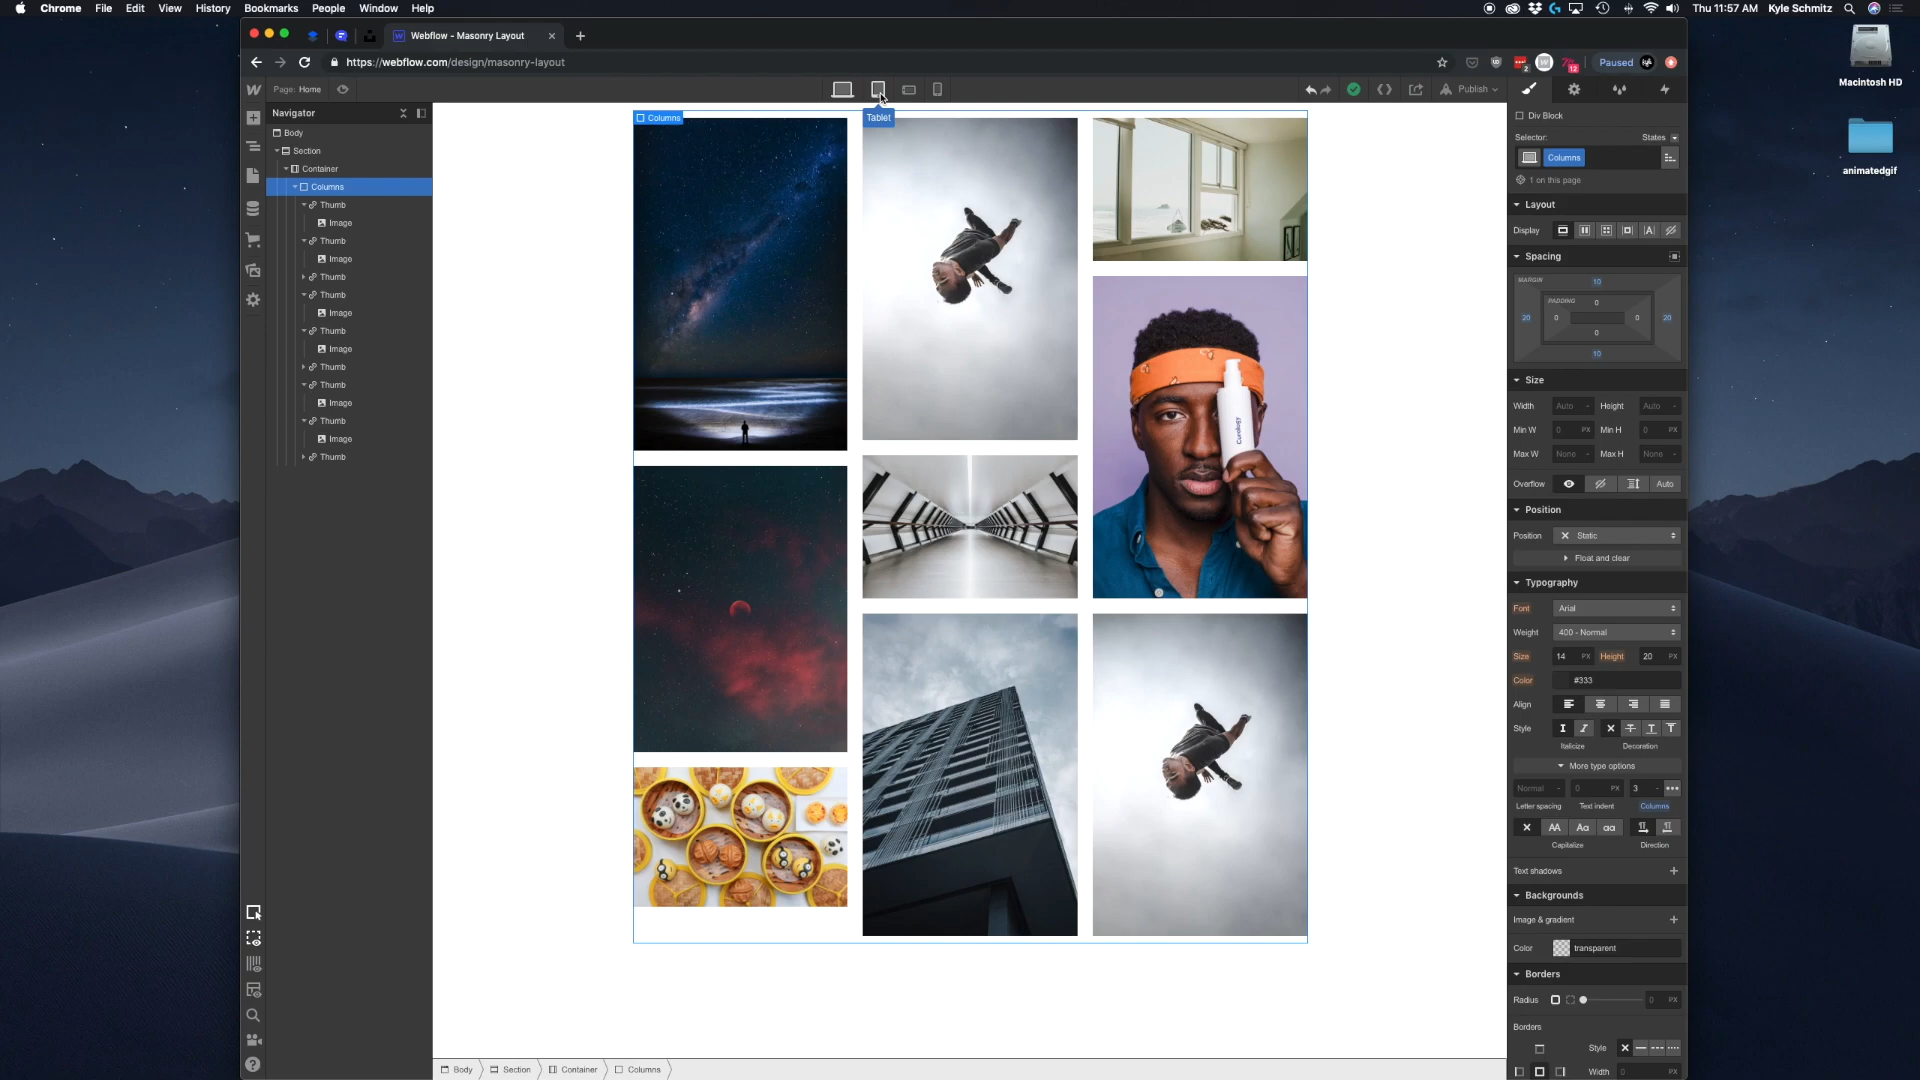 Chrome File Edit View History Bookmarks People Window Help
Thu 11:57 AM Kyle Schmitz
Webflow - Masonry Layout
https://webflow.com/design/masonry-layout
2
12
Paused
Page: Home
Publish
Tablet
Macintosh HD
animatedgif
Navigator
Body
Section
Container
Columns
Thumb
Image
Thumb
Image
Thumb
Thumb
Image
Thumb
Image
Thumb
Thumb
Image
Thumb
Image
Thumb
Columns
Curology
Div Block
Selector: States
Columns
1 on this page
Layout
Display
Spacing
MARGIN
10
PADDING
0
20 0 0 20
0
10
Size
Width Auto - Height Auto -
Min W 0 PX Min H 0 PX
Max W None - Max H None -
Overflow Auto
Position
Position Static
Float and clear
Typography
Font Arial
Weight 400 - Normal
Size 14 PX Height 20 PX
Color #333
Align
Style
Italicize Decoration
More type options
Normal - 0 PX 3 -
Letter spacing Text indent Columns
AA Aa aa
Capitalize Direction
Text shadows
Backgrounds
Image & gradient
Color transparent
Borders
Radius 0 PX
Borders
Style
Width 0 PX
Body Section Container Columns